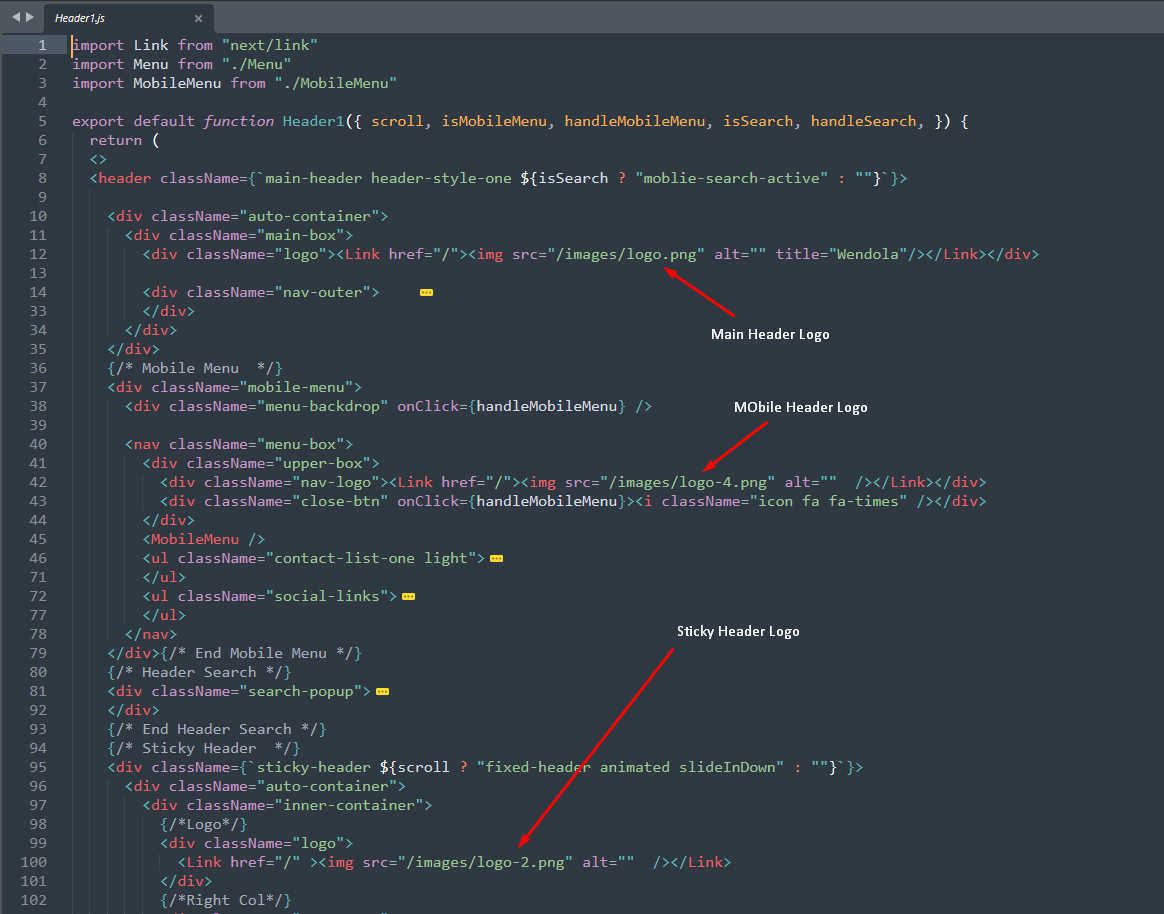 Header1.js ×
1 import Link from "next/link"
2 import Menu from "./Menu"
3 import MobileMenu from "./MobileMenu"
4
5 export default function Header1({ scroll, isMobileMenu, handleMobileMenu, isSearch, handleSearch, }) {
6 return (
7 <>
8 <header className={`main-header header-style-one ${isSearch ? "moblie-search-active" : ""}`}>
9
10 <div className="auto-container">
11 <div className="main-box">
12 <div className="logo"><Link href="/"><img src="/images/logo.png" alt="" title="Wendola"/></Link></div>
13
14 <div className="nav-outer">
33 </div>
Main Header Logo
34 </div>
35 </div>
36 {/* Mobile Menu  */}
37 <div className="mobile-menu">
38 <div className="menu-backdrop" onClick={handleMobileMenu} />
MObile Header Logo
39
40 <nav className="menu-box">
41 <div className="upper-box">
42 <div className="nav-logo"><Link href="/"><img src="/images/logo-4.png" alt=""  /></Link></div>
43 <div className="close-btn" onClick={handleMobileMenu}><i className="icon fa fa-times" /></div>
44 </div>
45 <MobileMenu />
46 <ul className="contact-list-one light">
71 </ul>
72 <ul className="social-links">
77 </ul>
Sticky Header Logo
78 </nav>
79 </div>{/* End Mobile Menu */}
80 {/* Header Search */}
81 <div className="search-popup">
92 </div>
93 {/* End Header Search */}
94 {/* Sticky Header  */}
95 <div className={`sticky-header ${scroll ? "fixed-header animated slideInDown" : ""}`}>
96 <div className="auto-container">
97 <div className="inner-container">
98 {/*Logo*/}
99 <div className="logo">
100 <Link href="/" ><img src="/images/logo-2.png" alt=""  /></Link>
101 </div>
102 {/*Right Col*/}